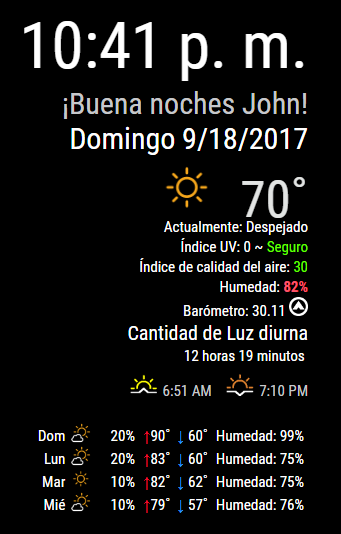 10:41 p. m.
¡Buena noches John!
Domingo 9/18/2017
70°
Actualmente: Despejado
Índice UV: 0 ~ Seguro
Índice de calidad del aire: 30
Humedad: 82%
Barómetro: 30.11
Cantidad de Luz diurna
12 horas 19 minutos
6:51 AM 7:10 PM
Dom 20% ↑90° ↓ 60° Humedad: 99%
Lun 20% ↑83° ↓ 60° Humedad: 75%
Mar 10% ↑82° ↓ 62° Humedad: 75%
Mié 10% ↑79° ↓ 57° Humedad: 76%